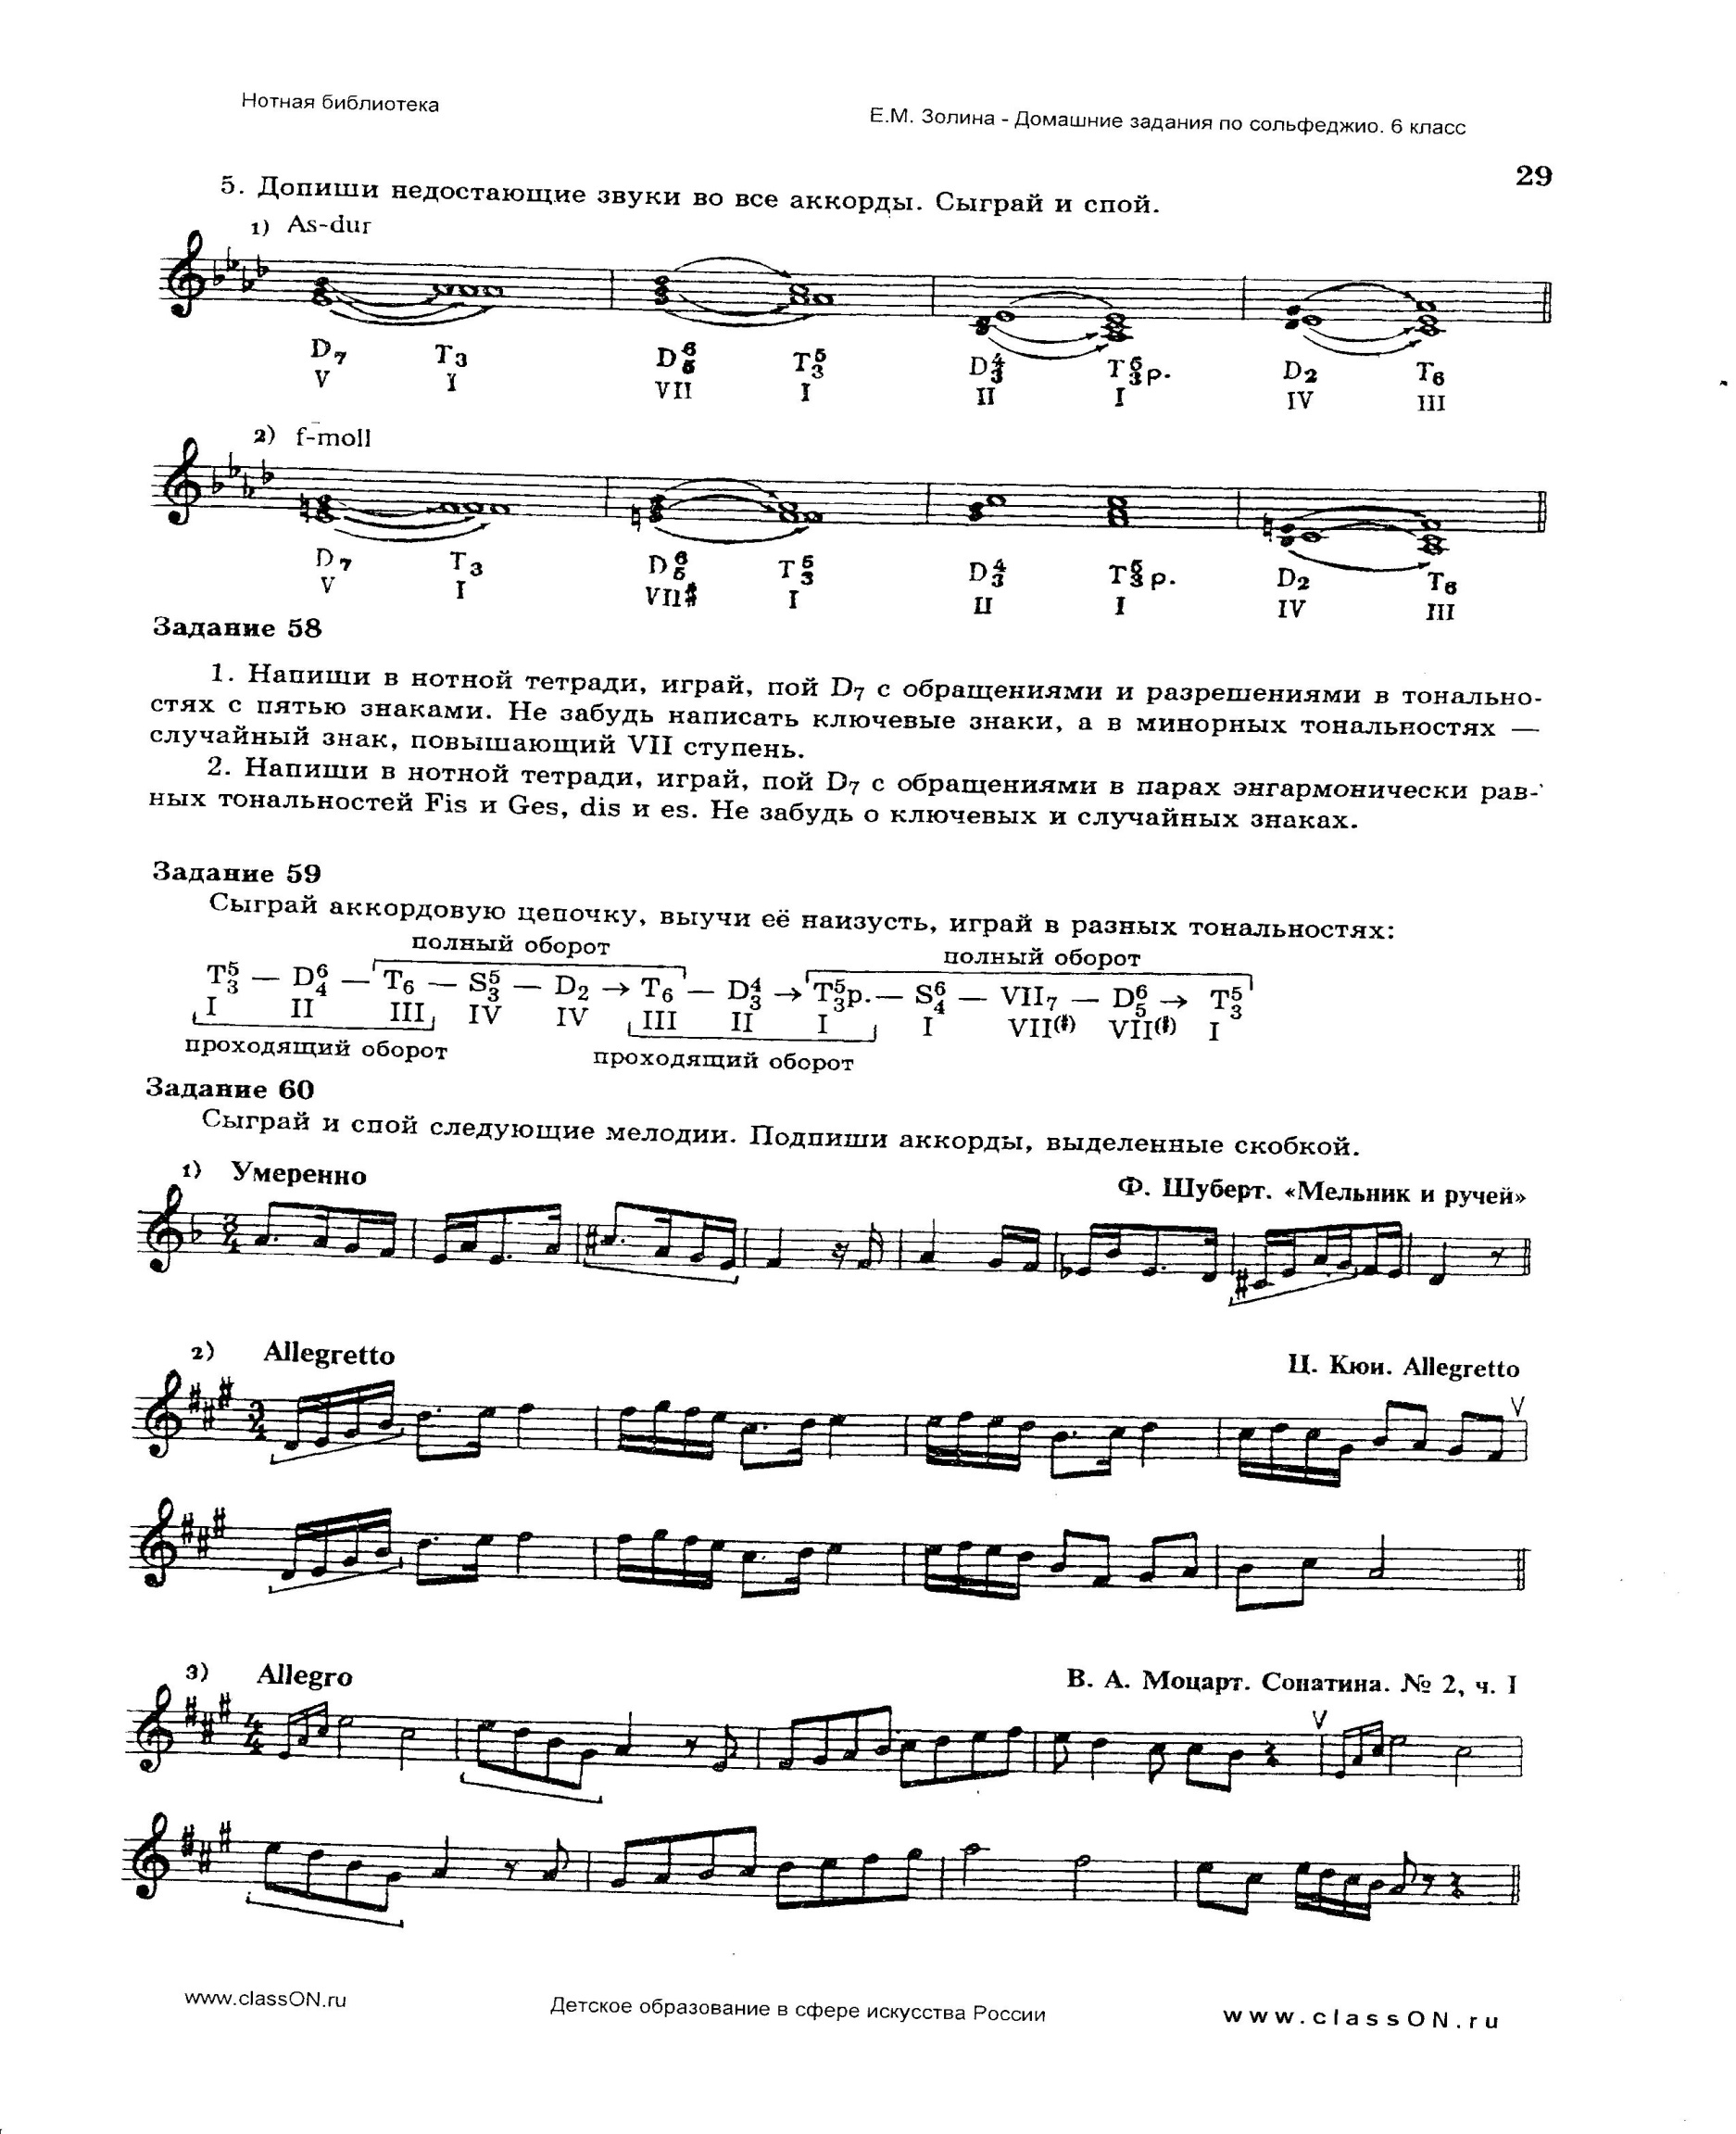 Нотная библиотека
Е.М. Золина - Домашние задания по сольфеджио. 6 класс
29
5. Допиши недостающие звуки во все аккорды. Сыграй и спой.
1) As-dur
D7 T3 D6/5 T5/3 D4/3 T5/3р. D2 T6
V I VII I II I IV III
2) f-moll
D7 T3 D6/5 T5/3 D4/3 T5/3р. D2 T6
V I VII♯ I II I IV III
Задание 58
1. Напиши в нотной тетради, играй, пой D7 с обращениями и разрешениями в тонально-
стях с пятью знаками. Не забудь написать ключевые знаки, а в минорных тональностях —
случайный знак, повышающий VII ступень.
2. Напиши в нотной тетради, играй, пой D7 с обращениями в парах энгармонически рав-
ных тональностей Fis и Ges, dis и es. Не забудь о ключевых и случайных знаках.
Задание 59
Сыграй аккордовую цепочку, выучи её наизусть, играй в разных тональностях:
полный оборот полный оборот
T5/3 — D6/4 — T6 — S5/3 — D2 → T6 — D4/3 → T5/3р. — S6/4 — VII7 — D6/5 → T5/3
I II III IV IV III II I I VII(♯) VII(♯) I
проходящий оборот проходящий оборот
Задание 60
Сыграй и спой следующие мелодии. Подпиши аккорды, выделенные скобкой.
1) Умеренно
Ф. Шуберт. «Мельник и ручей»
3/4
2) Allegretto
Ц. Кюи. Allegretto
3/4
V
3) Allegro
В. А. Моцарт. Сонатина. № 2, ч. I
4/4
V
www.classON.ru
Детское образование в сфере искусства России
www.classON.ru